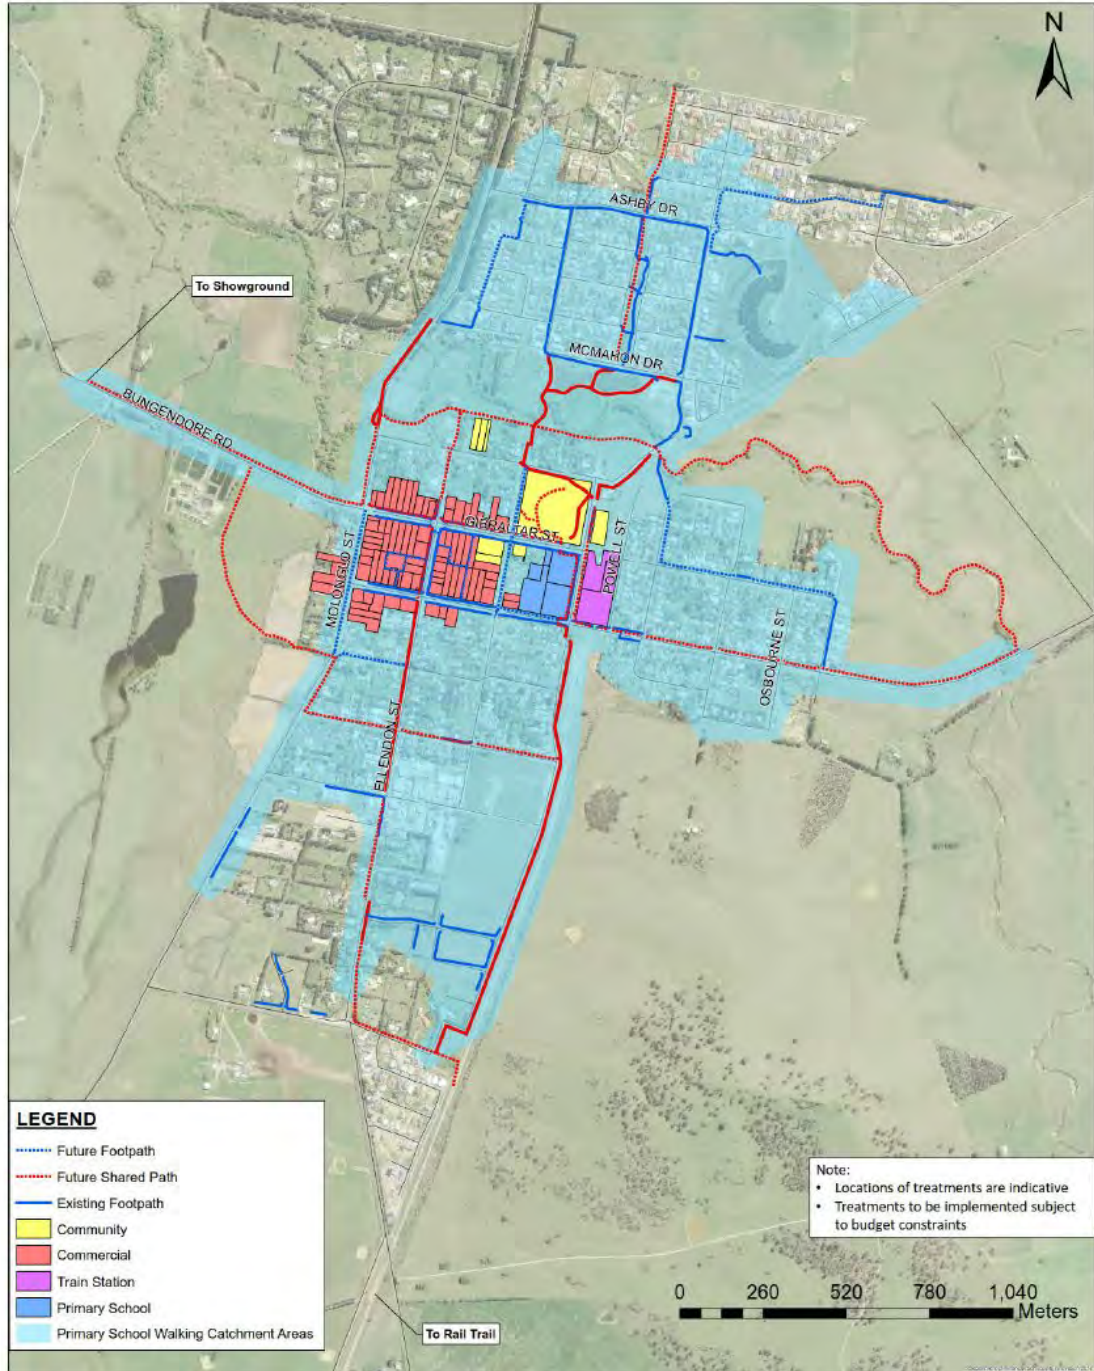 N
ASHBY DR
To Showground
MCMAHON DR
BUNGENDORE RD
GIBRALTAR ST
MOLONGLO ST
POWELL ST
OSBOURNE ST
ELLENDON ST
LEGEND
Future Footpath
Future Shared Path
Existing Footpath
Community
Commercial
Train Station
Primary School
Primary School Walking Catchment Areas
Note:
• Locations of treatments are indicative
• Treatments to be implemented subject
to budget constraints
0 260 520 780 1,040
Meters
To Rail Trail